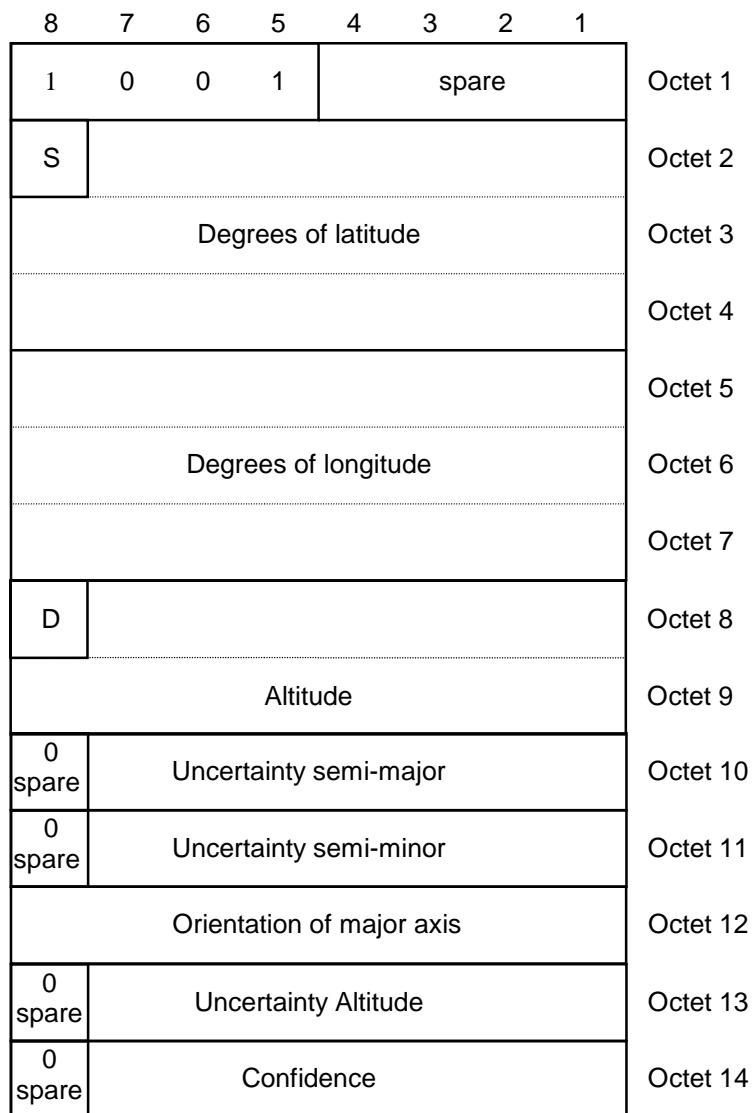 8 7 6 5 4 3 2 1
1 0 0 1 spare Octet 1
S Octet 2
Degrees of latitude Octet 3
Octet 4
Octet 5
Degrees of longitude Octet 6
Octet 7
D Octet 8
Altitude Octet 9
0
spare Uncertainty semi-major Octet 10
0
spare Uncertainty semi-minor Octet 11
Orientation of major axis Octet 12
0
spare Uncertainty Altitude Octet 13
0
spare Confidence Octet 14